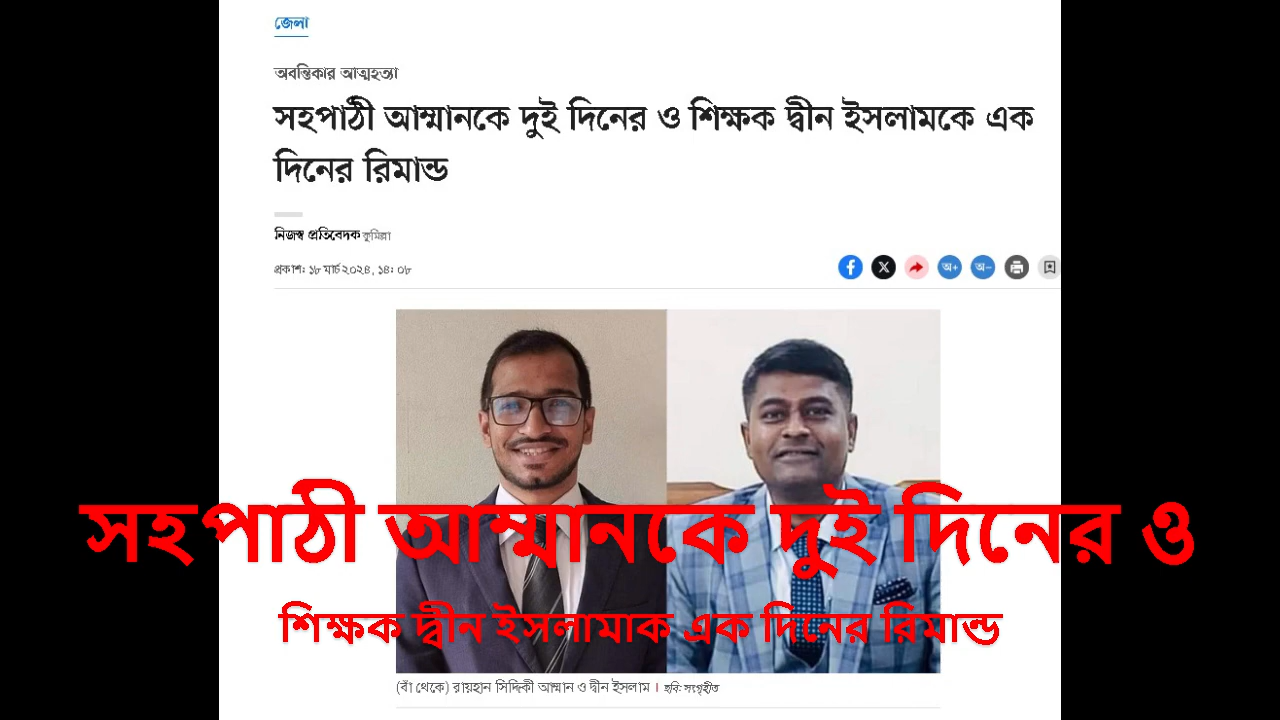 জেলা
অবন্তিকার আত্মহত্যা
সহপাঠী আম্মানকে দুই দিনের ও শিক্ষক দ্বীন ইসলামকে এক
দিনের রিমান্ড
নিজস্ব প্রতিবেদক কুমিল্লা
প্রকাশ: ১৮ মার্চ ২০২৪, ১৪: ০৮
অ+ অ−
সহপাঠী আম্মানকে দুই দিনের ও
শিক্ষক দ্বীন ইসলামাক এক দিনের রিমান্ড
(বাঁ থেকে) রায়হান সিদ্দিকী আম্মান ও দ্বীন ইসলাম । ছবি: সংগৃহীত